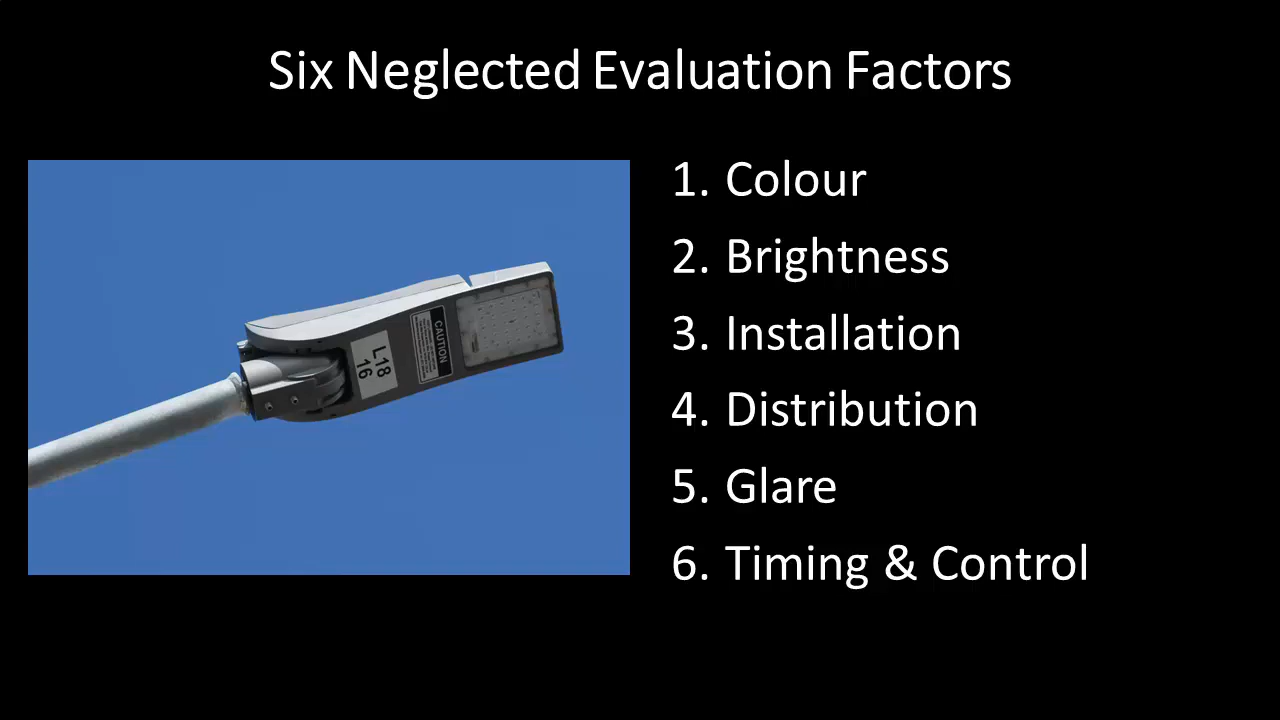 Six Neglected Evaluation Factors
1. Colour
2. Brightness
3. Installation
4. Distribution
5. Glare
6. Timing & Control
CAUTION
L18
16